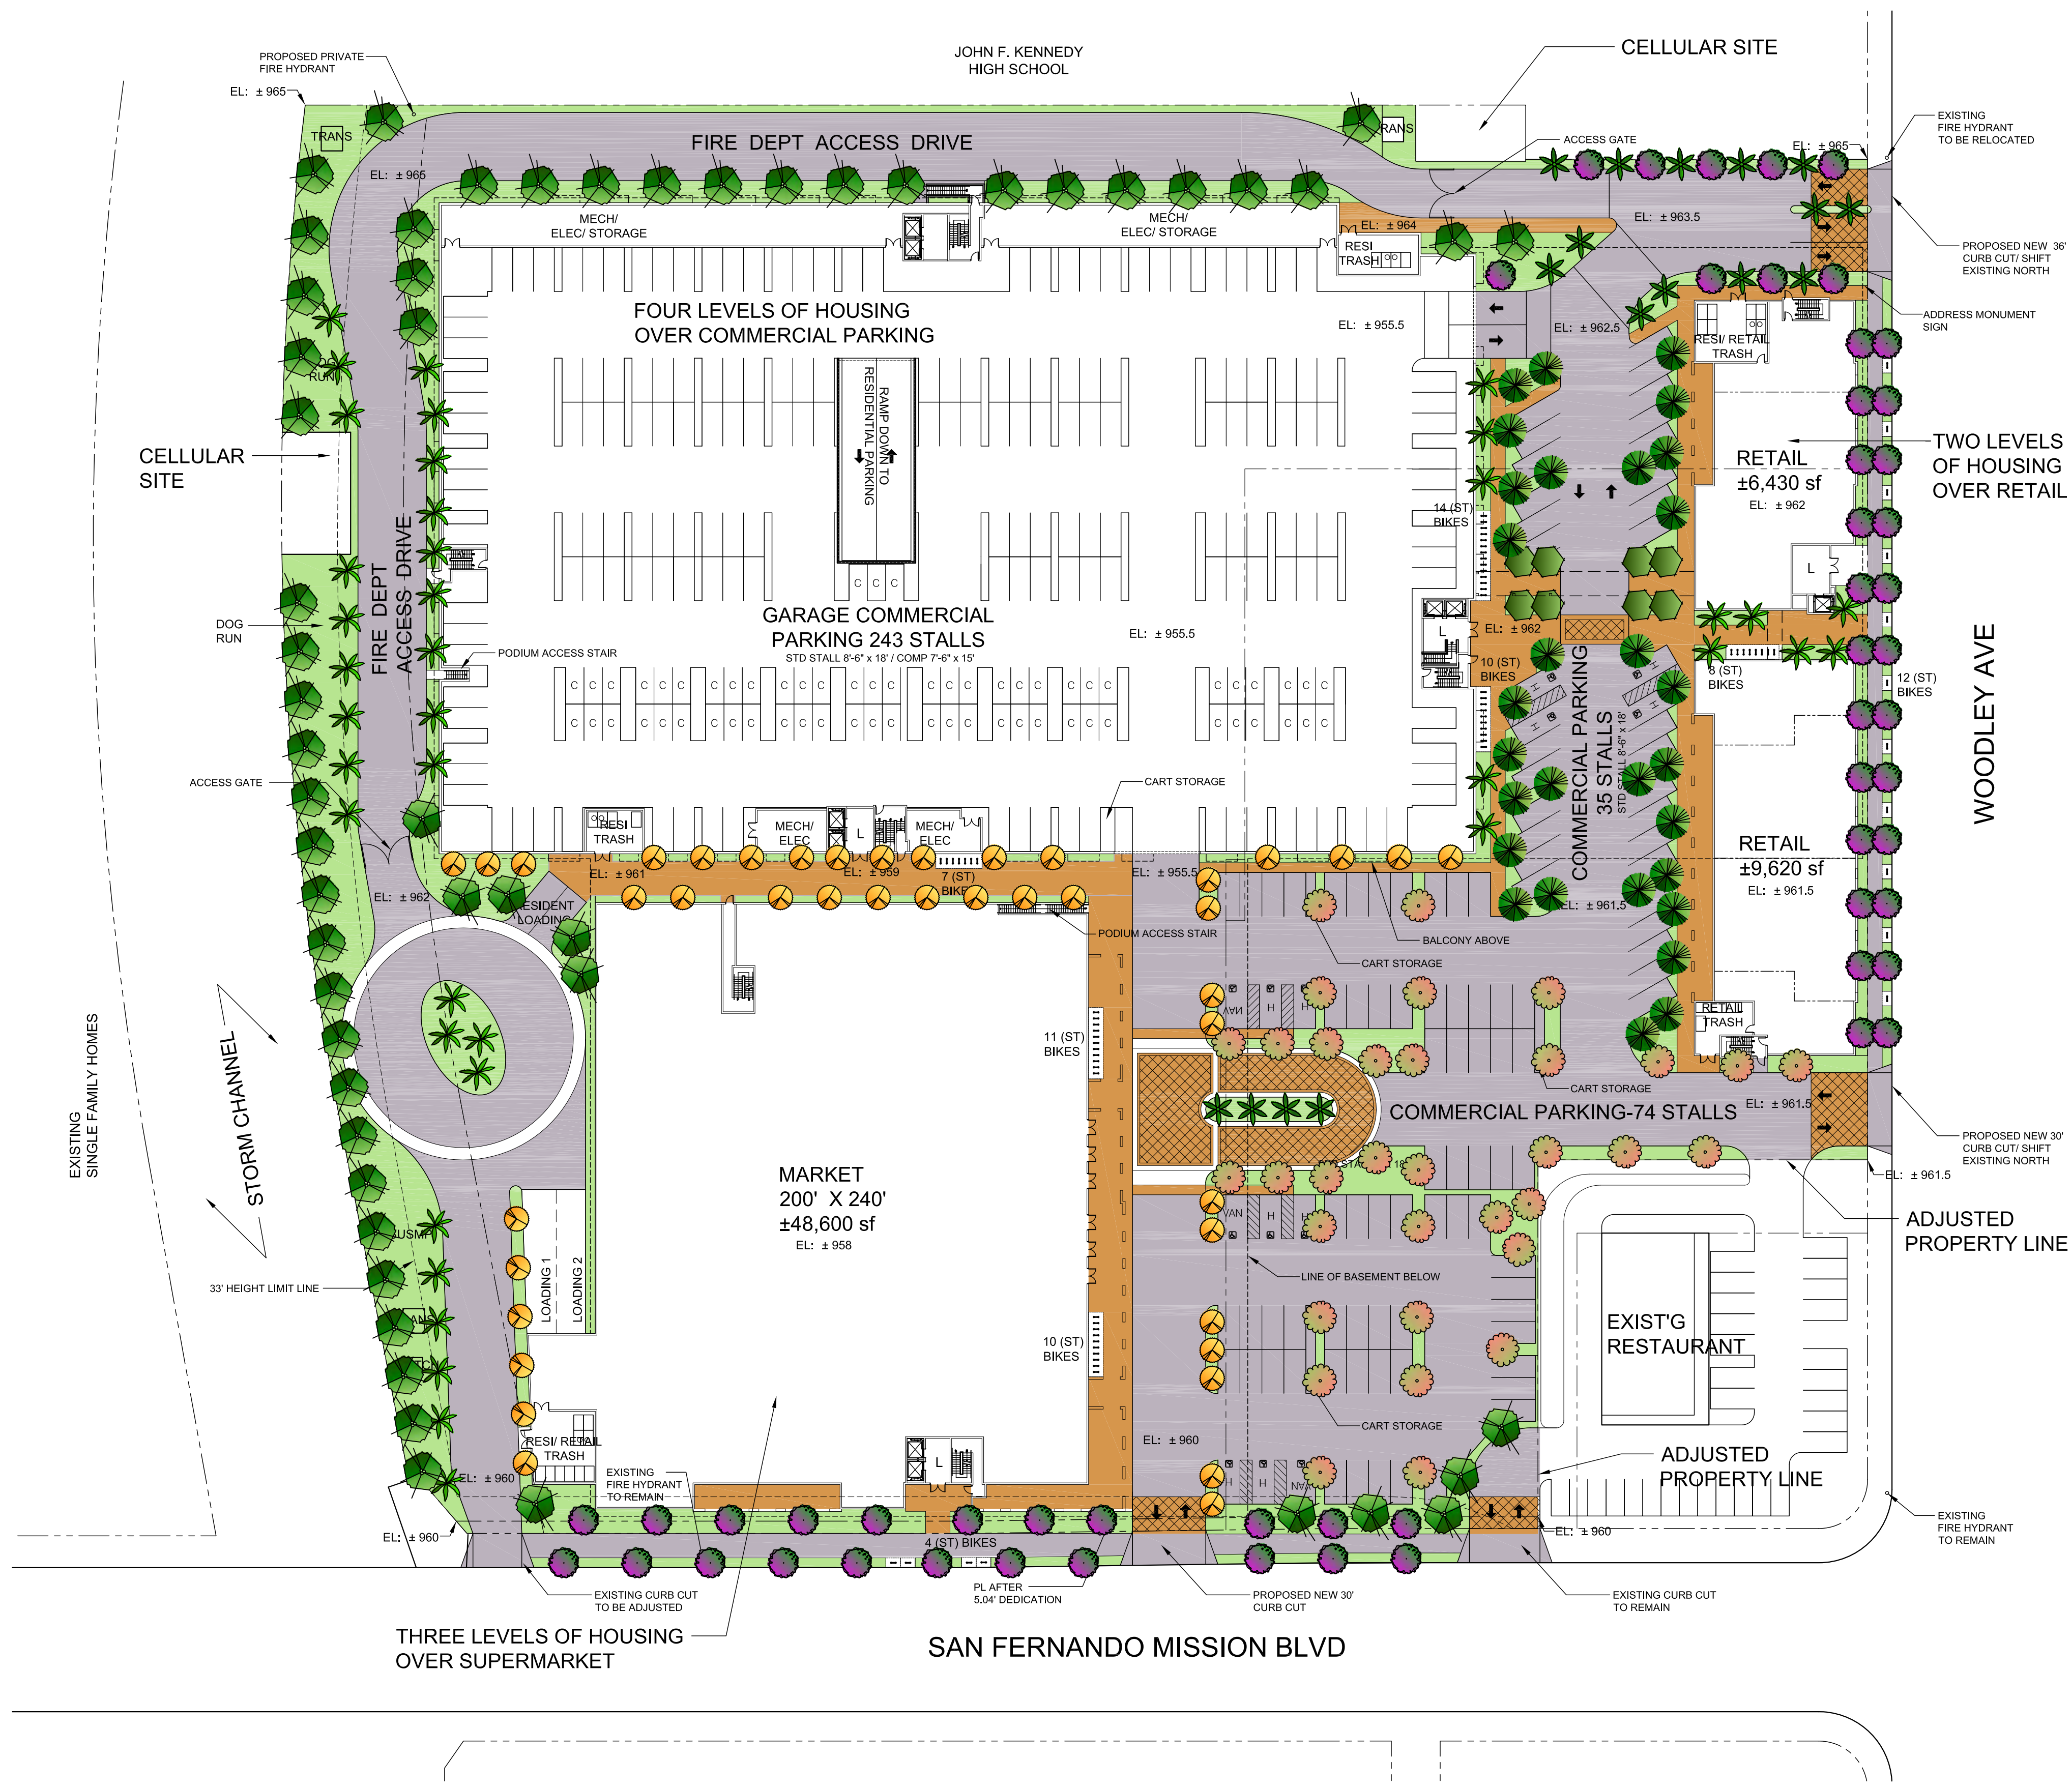 JOHN F. KENNEDY
HIGH SCHOOL
CELLULAR SITE
PROPOSED PRIVATE
FIRE HYDRANT
EL: ± 965
TRANS
FIRE DEPT ACCESS DRIVE
TRANS
ACCESS GATE
EL: ± 965
EXISTING
FIRE HYDRANT
TO BE RELOCATED
EL: ± 965
MECH/
ELEC/ STORAGE
MECH/
ELEC/ STORAGE
EL: ± 964
EL: ± 963.5
RESI
TRASH
PROPOSED NEW 36'
CURB CUT/ SHIFT
EXISTING NORTH
FOUR LEVELS OF HOUSING
OVER COMMERCIAL PARKING
EL: ± 955.5
EL: ± 962.5
ADDRESS MONUMENT
SIGN
RESI/ RETAIL
TRASH
DOG
RUN
RAMP DOWN TO
RESIDENTIAL PARKING
CELLULAR
SITE
RETAIL
±6,430 sf
EL: ± 962
TWO LEVELS
OF HOUSING
OVER RETAIL
14 (ST)
BIKES
FIRE DEPT
ACCESS DRIVE
C C C
L
GARAGE COMMERCIAL
PARKING 243 STALLS
STD STALL 8'-6" x 18' / COMP 7'-6" x 15'
EL: ± 955.5
DOG
RUN
PODIUM ACCESS STAIR
L
EL: ± 962
10 (ST)
BIKES
8 (ST)
BIKES
12 (ST)
BIKES
WOODLEY AVE
C C C C C C C C C C C C C C C C C C C C C C C C C C C C C C
C C C C C C C C C C C C C C C C C C C C C C C C C C C C C C
H
H
H
H
COMMERCIAL PARKING
35 STALLS
STD STALL 8'-6" x 18'
ACCESS GATE
CART STORAGE
RESI
TRASH
MECH/
ELEC
L
MECH/
ELEC
RETAIL
±9,620 sf
EL: ± 961.5
EL: ± 961
EL: ± 959
7 (ST)
BIKES
EL: ± 955.5
EL: ± 962
RESIDENT
LOADING
EL: ± 961.5
PODIUM ACCESS STAIR
BALCONY ABOVE
CART STORAGE
VAN H H
RETAIL
TRASH
EXISTING
SINGLE FAMILY HOMES
STORM CHANNEL
11 (ST)
BIKES
CART STORAGE
COMMERCIAL PARKING-74 STALLS
EL: ± 961.5
PROPOSED NEW 30'
CURB CUT/ SHIFT
EXISTING NORTH
EL: ± 961.5
MARKET
200' X 240'
±48,600 sf
EL: ± 958
VAN H H
ADJUSTED
PROPERTY LINE
33' HEIGHT LIMIT LINE
LOADING 1
LOADING 2
LINE OF BASEMENT BELOW
EXIST'G
RESTAURANT
10 (ST)
BIKES
CART STORAGE
EL: ± 960
RESI/ RETAIL
TRASH
L
ADJUSTED
PROPERTY LINE
EL: ± 960
EXISTING
FIRE HYDRANT
TO REMAIN
H H VAN
EL: ± 960
4 (ST) BIKES
EL: ± 960
EXISTING
FIRE HYDRANT
TO REMAIN
EXISTING CURB CUT
TO BE ADJUSTED
PL AFTER
5.04' DEDICATION
PROPOSED NEW 30'
CURB CUT
EXISTING CURB CUT
TO REMAIN
THREE LEVELS OF HOUSING
OVER SUPERMARKET
SAN FERNANDO MISSION BLVD